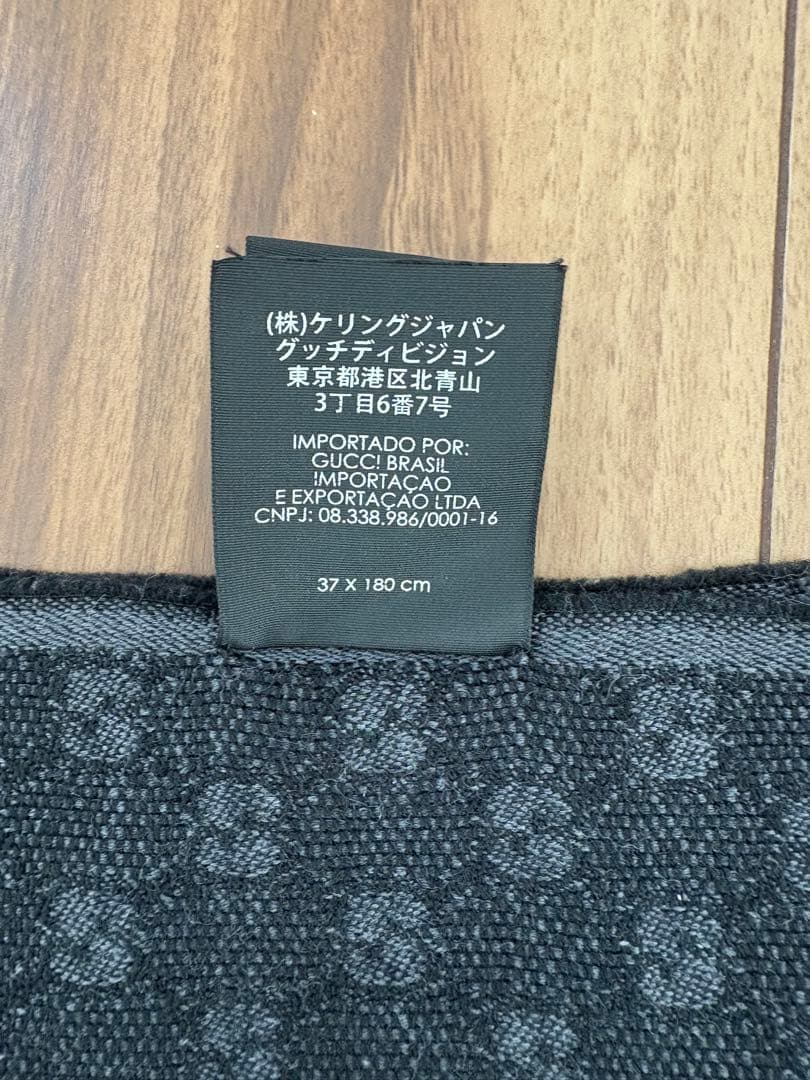 (株)ケリングジャパン
グッチディビジョン
東京都港区北青山
3丁目6番7号
IMPORTADO POR:
GUCCI BRASIL
IMPORTAÇAO
E EXPORTAÇAO LTDA
CNPJ: 08.338.986/0001-16
37 X 180 cm